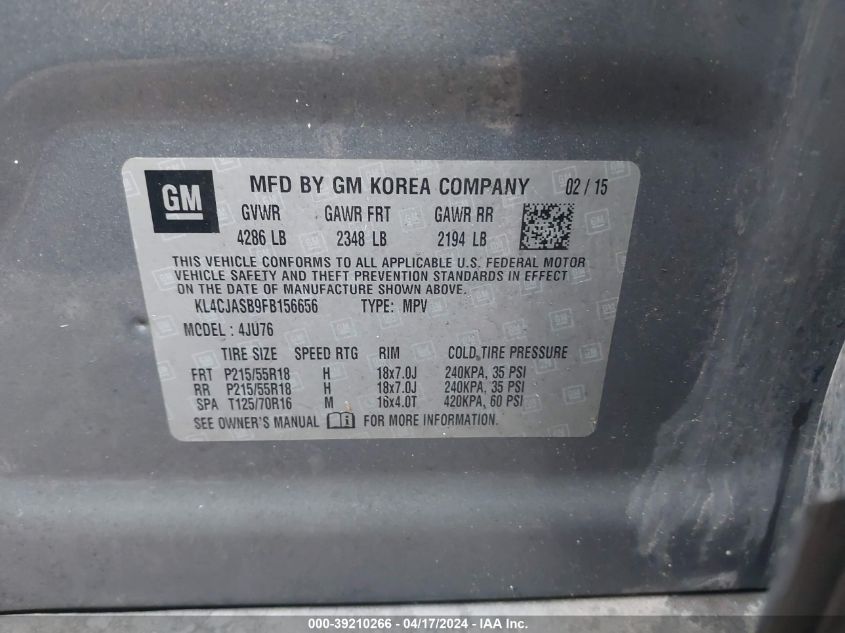 GM
MFD BY GM KOREA COMPANY 02 / 15
GVWR GAWR FRT GAWR RR
4286 LB 2348 LB 2194 LB
THIS VEHICLE CONFORMS TO ALL APPLICABLE U.S. FEDERAL MOTOR
VEHICLE SAFETY AND THEFT PREVENTION STANDARDS IN EFFECT
ON THE DATE OF MANUFACTURE SHOWN ABOVE.
KL4CJASB9FB156656 TYPE: MPV
MODEL : 4JU76
TIRE SIZE SPEED RTG RIM COLD TIRE PRESSURE
FRT P215/55R18 H 18x7.0J 240KPA, 35 PSI
RR P215/55R18 H 18x7.0J 240KPA, 35 PSI
SPA T125/70R16 M 16x4.0T 420KPA, 60 PSI
SEE OWNER'S MANUAL FOR MORE INFORMATION.
000-39210266 - 04/17/2024 - IAA Inc.